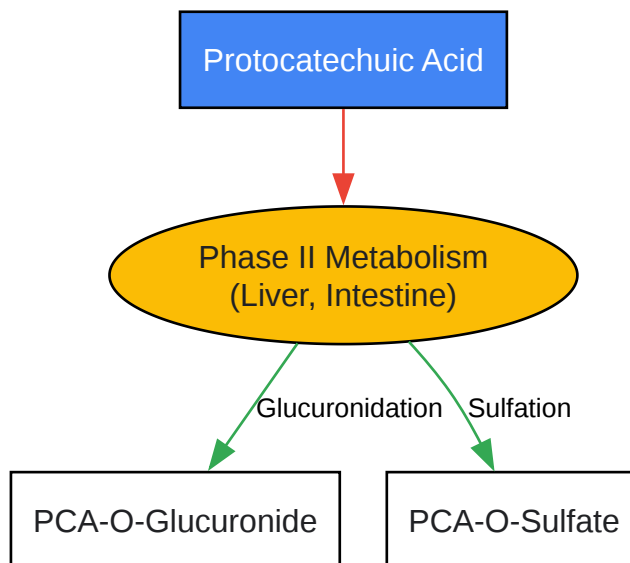 Protocatechuic Acid
Phase II Metabolism
(Liver, Intestine)
Glucuronidation
Sulfation
PCA-O-Glucuronide
PCA-O-Sulfate